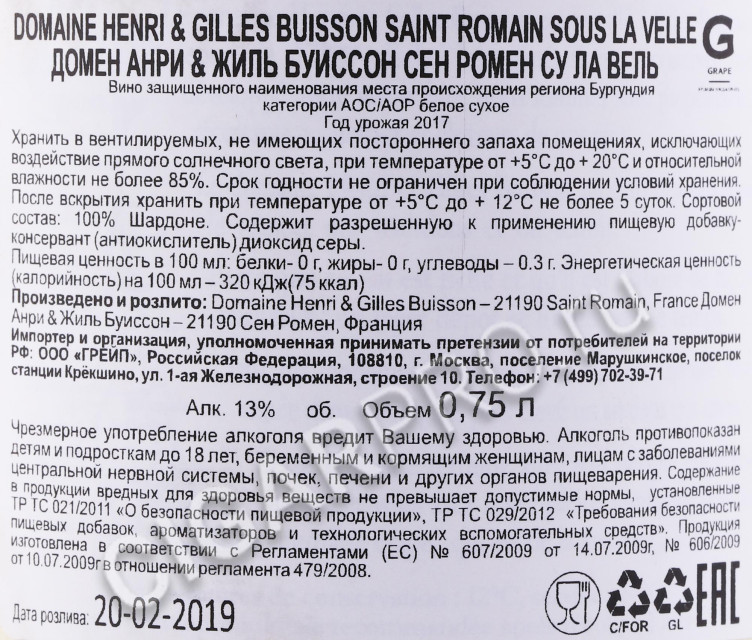 DOMAINE HENRI & GILLES BUISSON SAINT ROMAIN SOUS LA VELLE G
ДОМЕН АНРИ & ЖИЛЬ БУИССОН СЕН РОМЕН СУ ЛА ВЕЛЬ GRAPE
Вино защищенного наименования места происхождения региона Бургундия
категории AOC/AOP белое сухое
Год урожая 2017
Хранить в вентилируемых, не имеющих постороннего запаха помещениях, исключающих
воздействие прямого солнечного света, при температуре от +5°C до + 20°C и относительной
влажности не более 85%. Срок годности не ограничен при соблюдении условий хранения.
После вскрытия хранить при температуре от +5°C до + 12°C не более 5 суток. Сортовой
состав: 100% Шардоне. Содержит разрешенную к применению пищевую добавку-
консервант (антиокислитель) диоксид серы.
Пищевая ценность в 100 мл: белки- 0 г, жиры- 0 г, углеводы – 0.3 г. Энергетическая ценность
(калорийность) на 100 мл – 320 кДж(75 ккал)
Произведено и розлито: Domaine Henri & Gilles Buisson – 21190 Saint Romain, France Домен
Анри & Жиль Буиссон – 21190 Сен Ромен, Франция
Импортер и организация, уполномоченная принимать претензии от потребителей на территории
РФ: ООО «ГРЕЙП», Российская Федерация, 108810, г. Москва, поселение Марушкинское, поселок
станции Крёкшино, ул. 1-ая Железнодорожная, строение 10. Телефон: +7 (499) 702-39-71
Алк. 13% об. Объем 0,75 л
Чрезмерное употребление алкоголя вредит Вашему здоровью. Алкоголь противопоказан
детям и подросткам до 18 лет, беременным и кормящим женщинам, лицам с заболеваниями
центральной нервной системы, почек, печени и других органов пищеварения. Содержание
в продукции вредных для здоровья веществ не превышает допустимые нормы, установленные
ТР ТС 021/2011 «О безопасности пищевой продукции», ТР ТС 029/2012 «Требования безопасности
пищевых добавок, ароматизаторов и технологических вспомогательных средств». Продукция
изготовлена в соответствии с Регламентами (ЕС) № 607/2009 от 14.07.2009г, № 606/2009
от 10.07.2009г в отношении регламента 479/2008.
Дата розлива: 20-02-2019
C/FOR GL EAC
CIGARPRO.ru